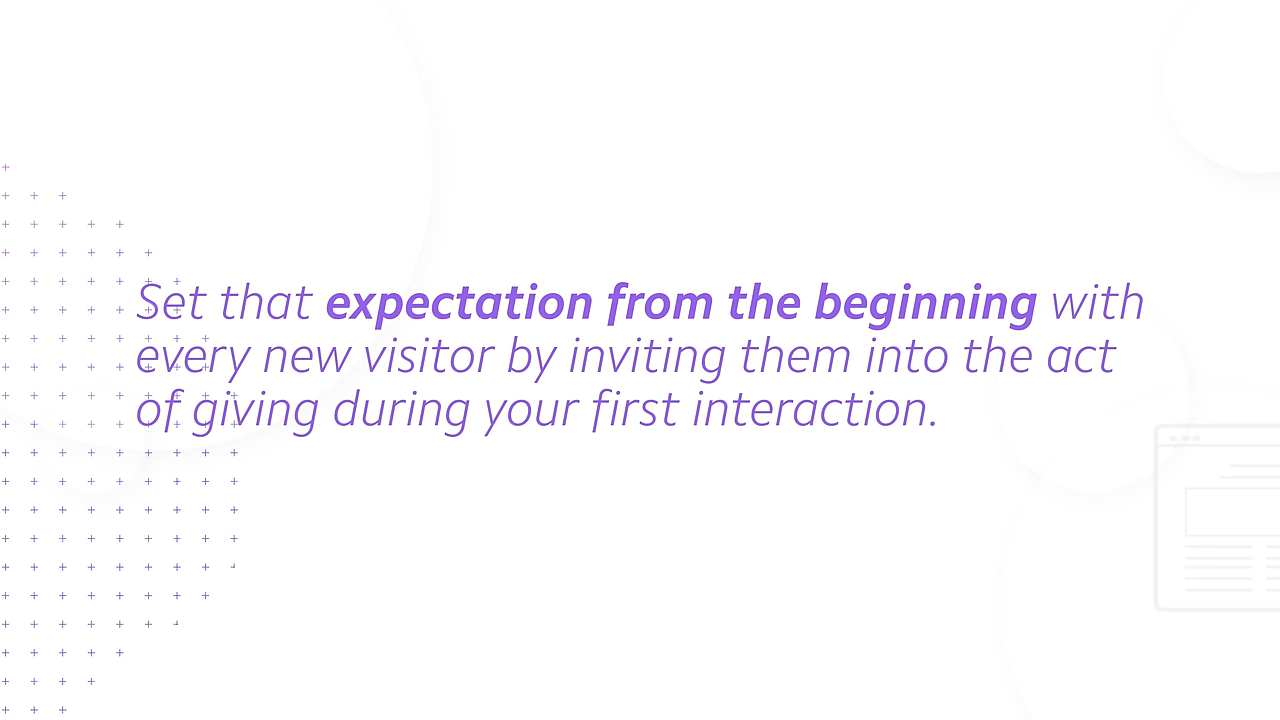 Set that expectation from the beginning with
every new visitor by inviting them into the act
of giving during your first interaction.